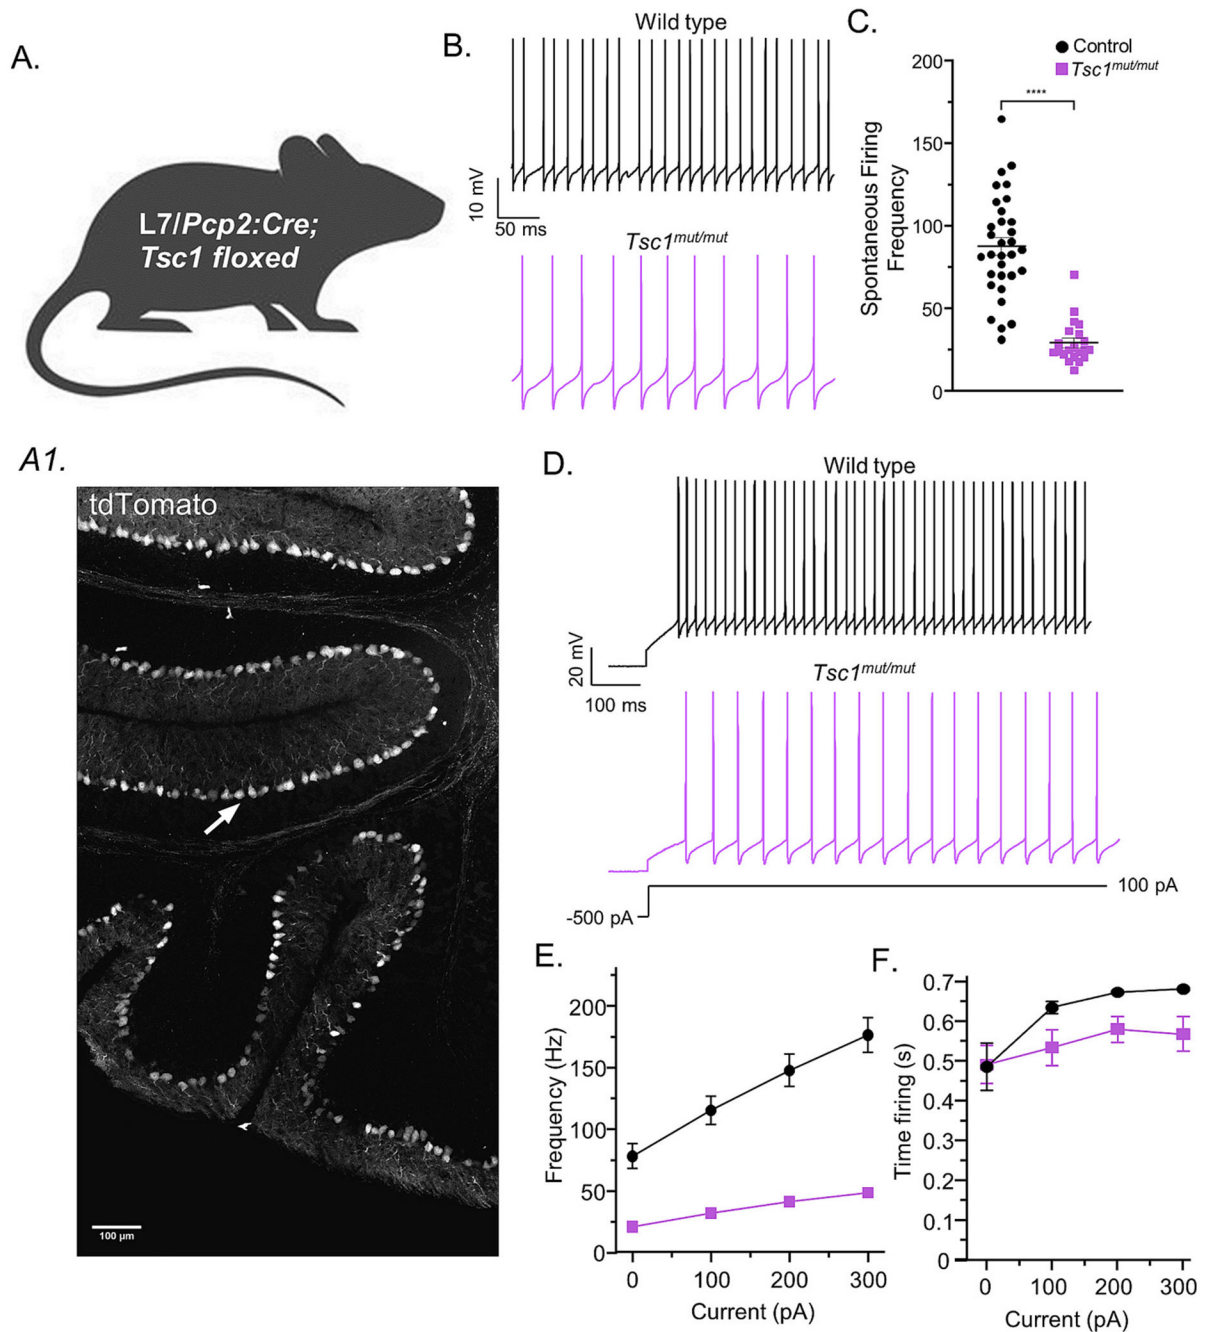 A.
L7/Pcp2:Cre;
Tsc1 floxed
B.
Wild type
10 mV
50 ms
Tsc1mut/mut
C.
Control
Tsc1mut/mut
****
Spontaneous Firing
Frequency
200
150
100
50
0
A1.
tdTomato
100 µm
D.
Wild type
20 mV
100 ms
Tsc1mut/mut
100 pA
-500 pA
E.
Frequency (Hz)
200
150
100
50
0
0 100 200 300
Current (pA)
F.
Time firing (s)
0.7
0.6
0.5
0.4
0.3
0.2
0.1
0
0 100 200 300
Current (pA)